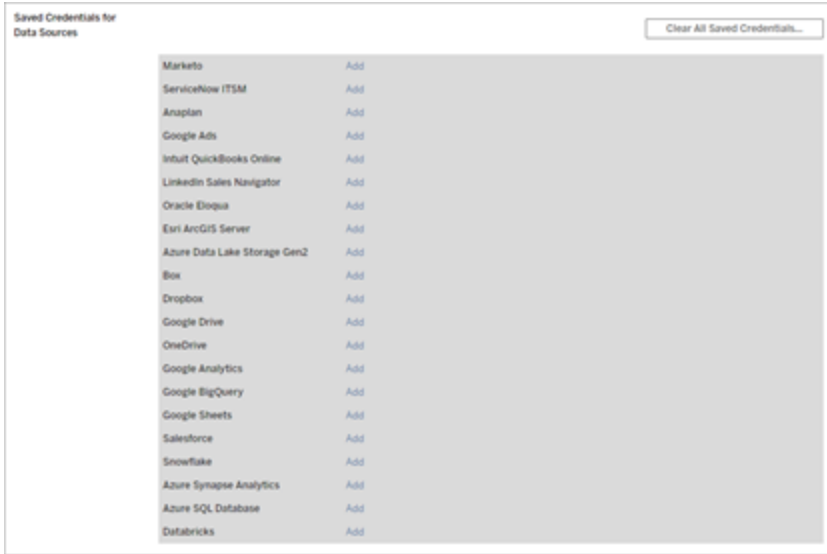 Saved Credentials for
Data Sources
Clear All Saved Credentials...
Marketo Add
ServiceNow ITSM Add
Anaplan Add
Google Ads Add
Intuit QuickBooks Online Add
LinkedIn Sales Navigator Add
Oracle Eloqua Add
Esri ArcGIS Server Add
Azure Data Lake Storage Gen2 Add
Box Add
Dropbox Add
Google Drive Add
OneDrive Add
Google Analytics Add
Google BigQuery Add
Google Sheets Add
Salesforce Add
Snowflake Add
Azure Synapse Analytics Add
Azure SQL Database Add
Databricks Add